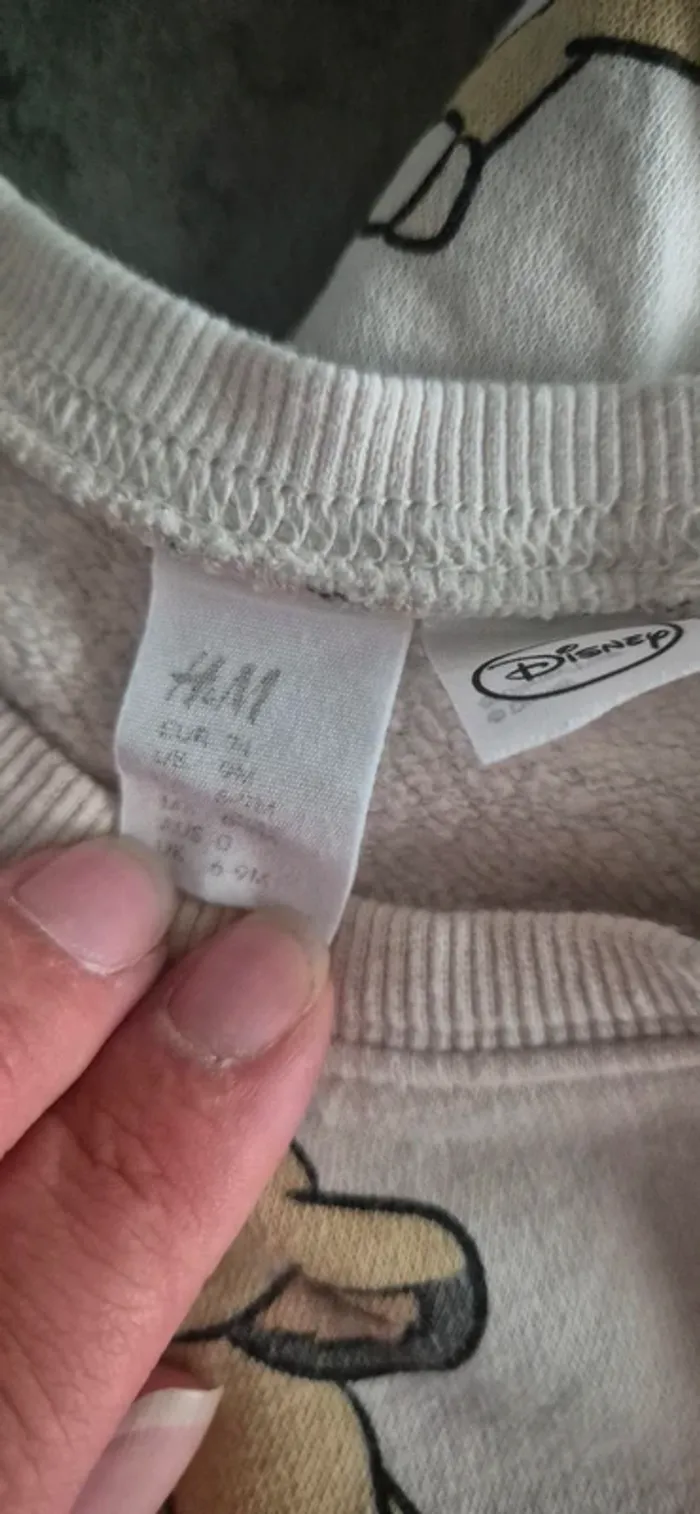 H&M
EUR 74
US 9M
AUS 0
UK 6-9M
Disney